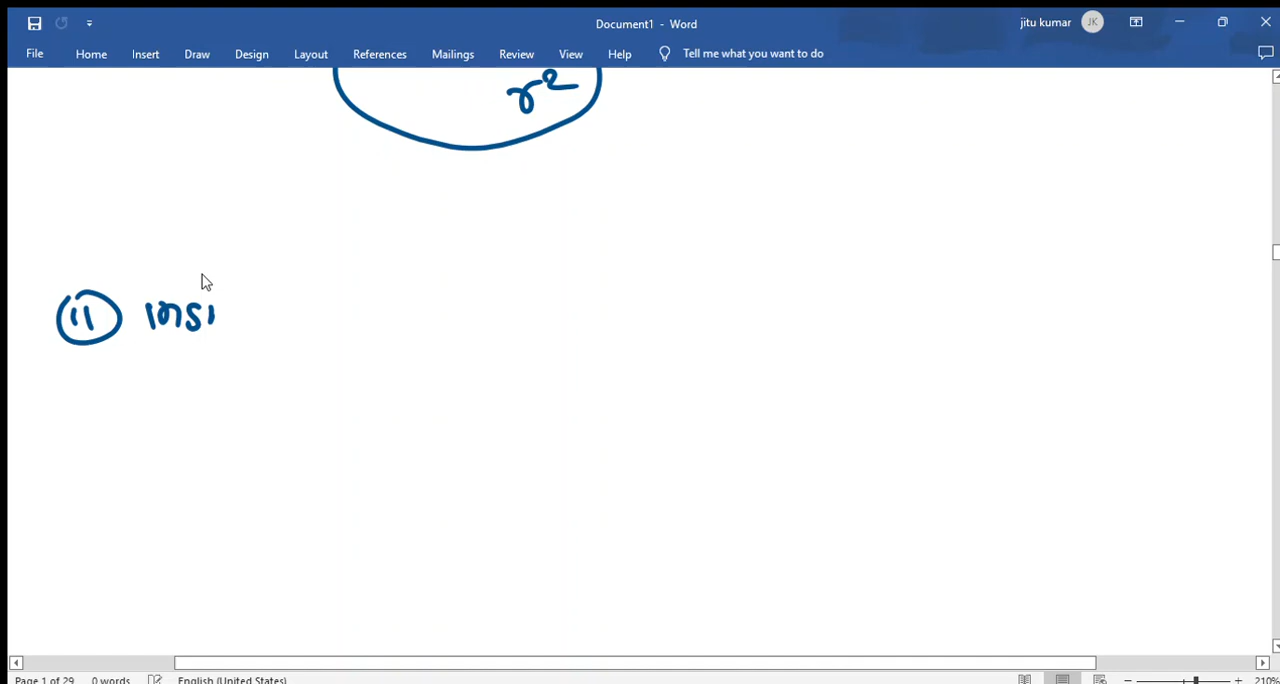 Document1 - Word
jitu kumar
JK
File Home Insert Draw Design Layout References Mailings Review View Help Tell me what you want to do
r²
(ii) insi
Page 1 of 29 0 words English (United States) 210%